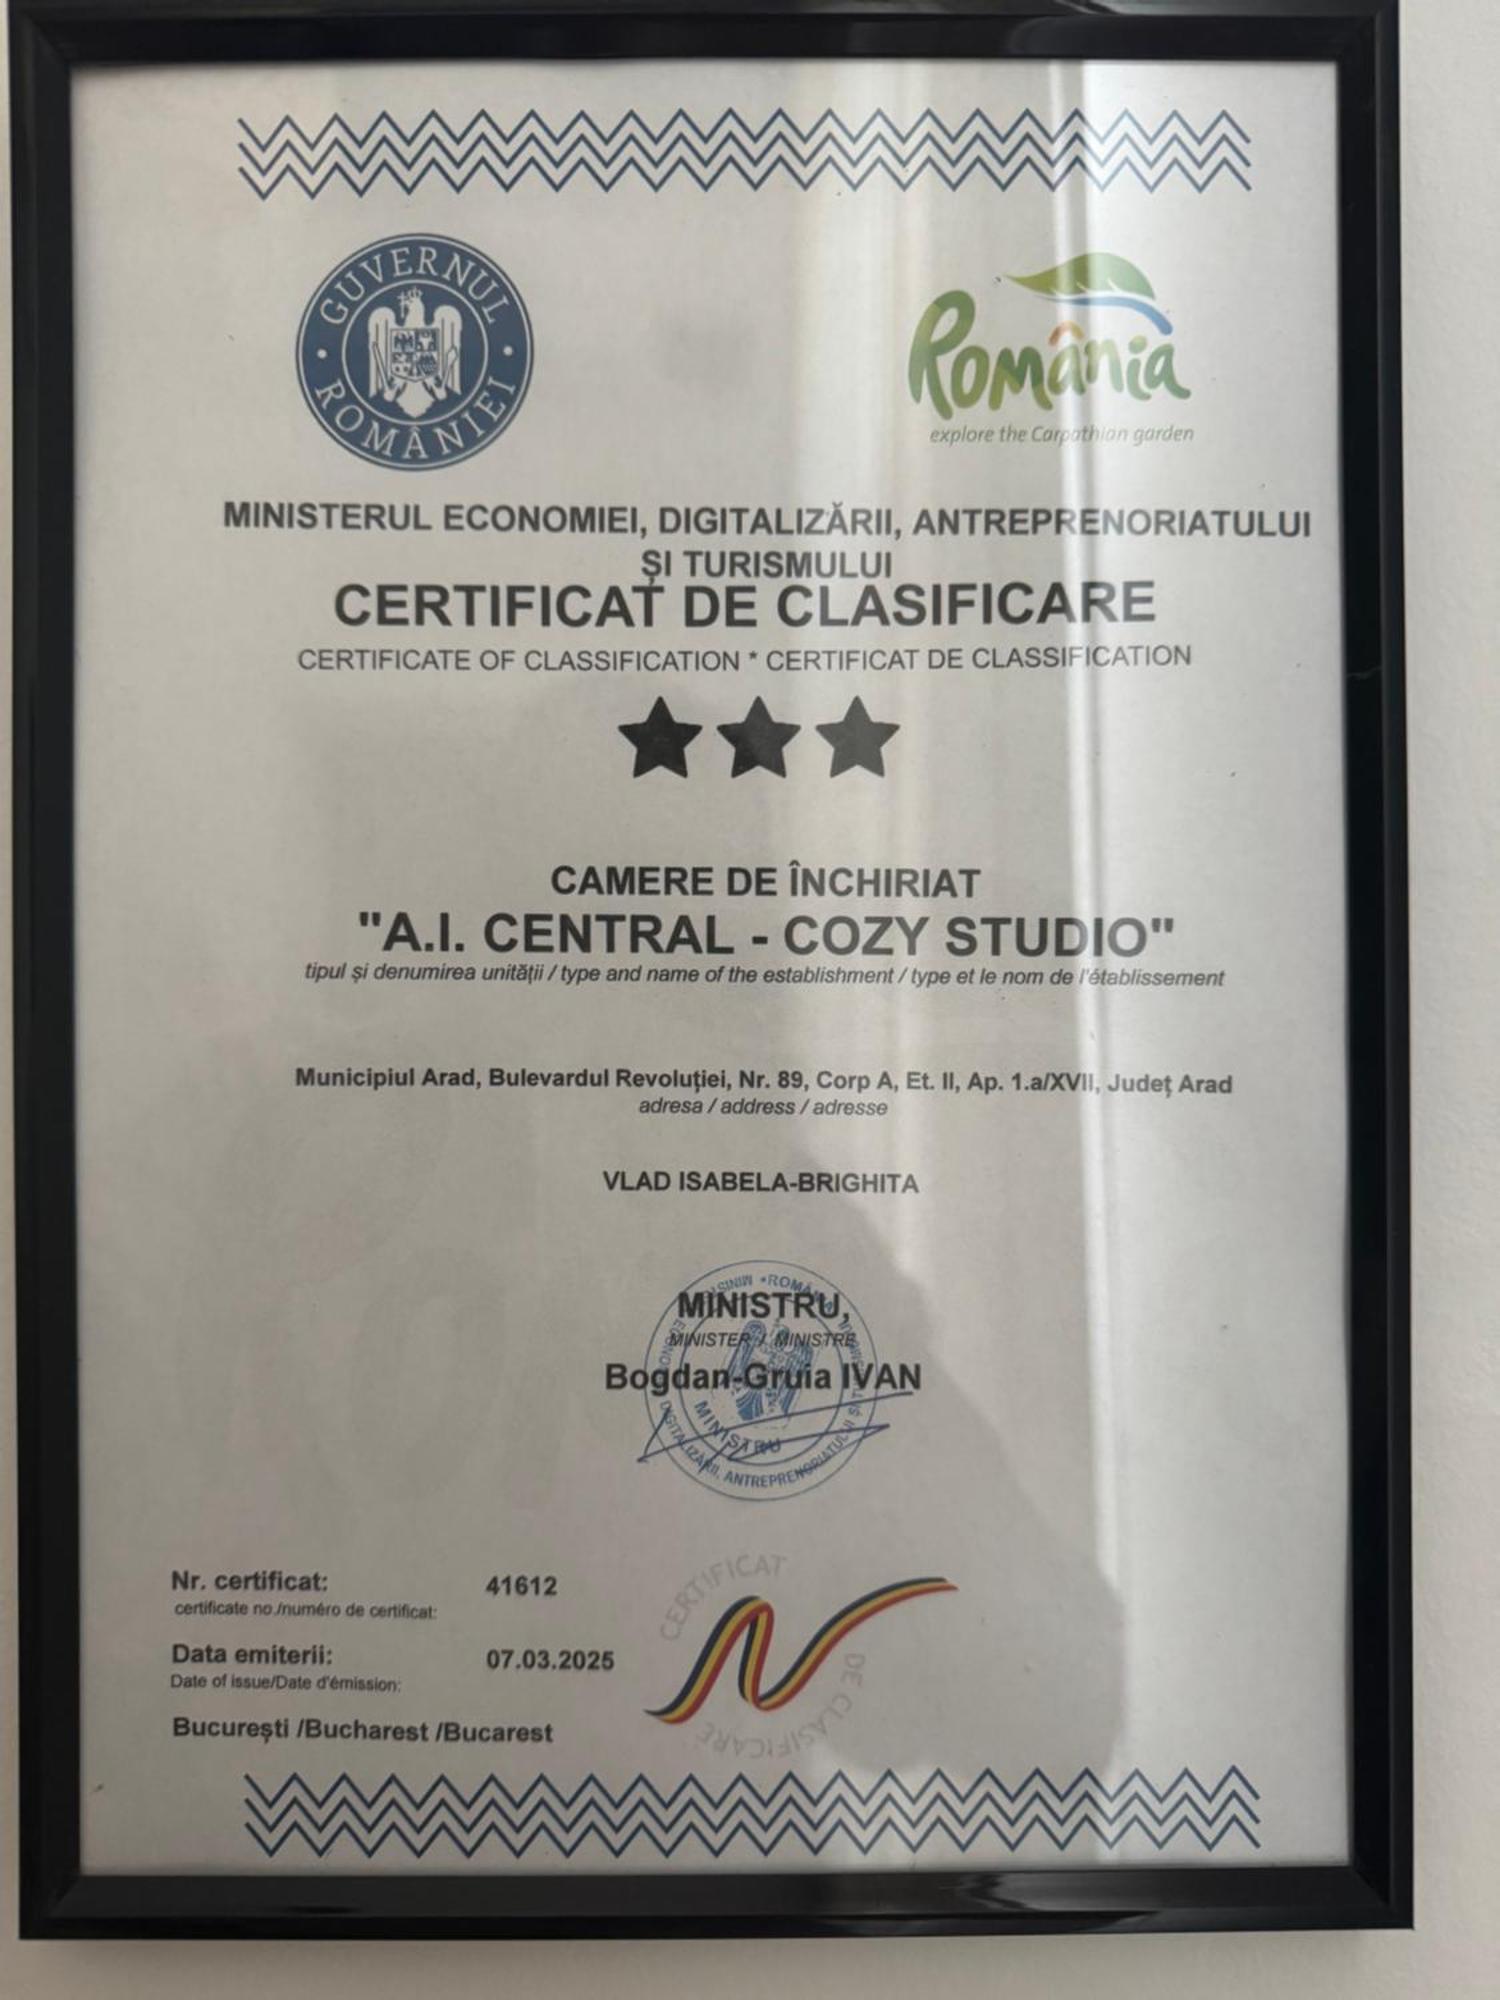 GUVERNUL ROMÂNIEI
România
explore the Carpathian garden
MINISTERUL ECONOMIEI, DIGITALIZĂRII, ANTREPRENORIATULUI
ȘI TURISMULUI
CERTIFICAT DE CLASIFICARE
CERTIFICATE OF CLASSIFICATION * CERTIFICAT DE CLASSIFICATION
CAMERE DE ÎNCHIRIAT
"A.I. CENTRAL - COZY STUDIO"
tipul și denumirea unității / type and name of the establishment / type et le nom de l'établissement
Municipiul Arad, Bulevardul Revoluției, Nr. 89, Corp A, Et. II, Ap. 1.a/XVII, Județ Arad
adresa / address / adresse
VLAD ISABELA-BRIGHITA
MINISTRU,
MINISTER / MINISTRE
Bogdan-Gruia IVAN
MINISTRU
DIGITALIZĂRII, ANTREPRENORIATULUI ȘI
Nr. certificat: 41612
certificate no./numéro de certificat:
Data emiterii: 07.03.2025
Date of issue/Date d'émission:
București /Bucharest /Bucarest
CERTIFICAT DE CLASIFICARE